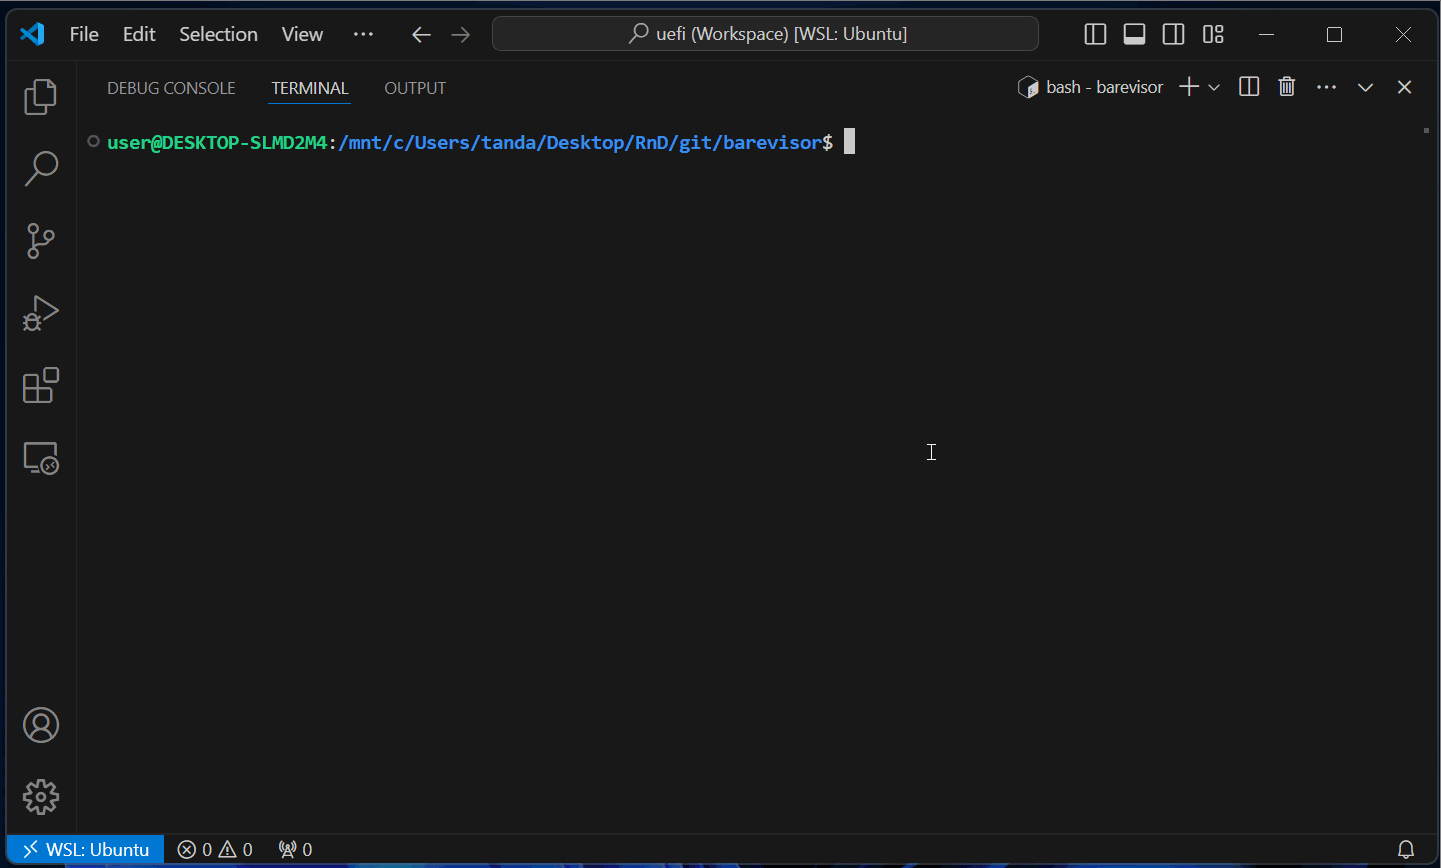 File Edit Selection View ··· uefi (Workspace) [WSL: Ubuntu]
DEBUG CONSOLE TERMINAL OUTPUT bash - barevisor
user@DESKTOP-SLMD2M4:/mnt/c/Users/tanda/Desktop/RnD/git/barevisor$
WSL: Ubuntu 0 0 0